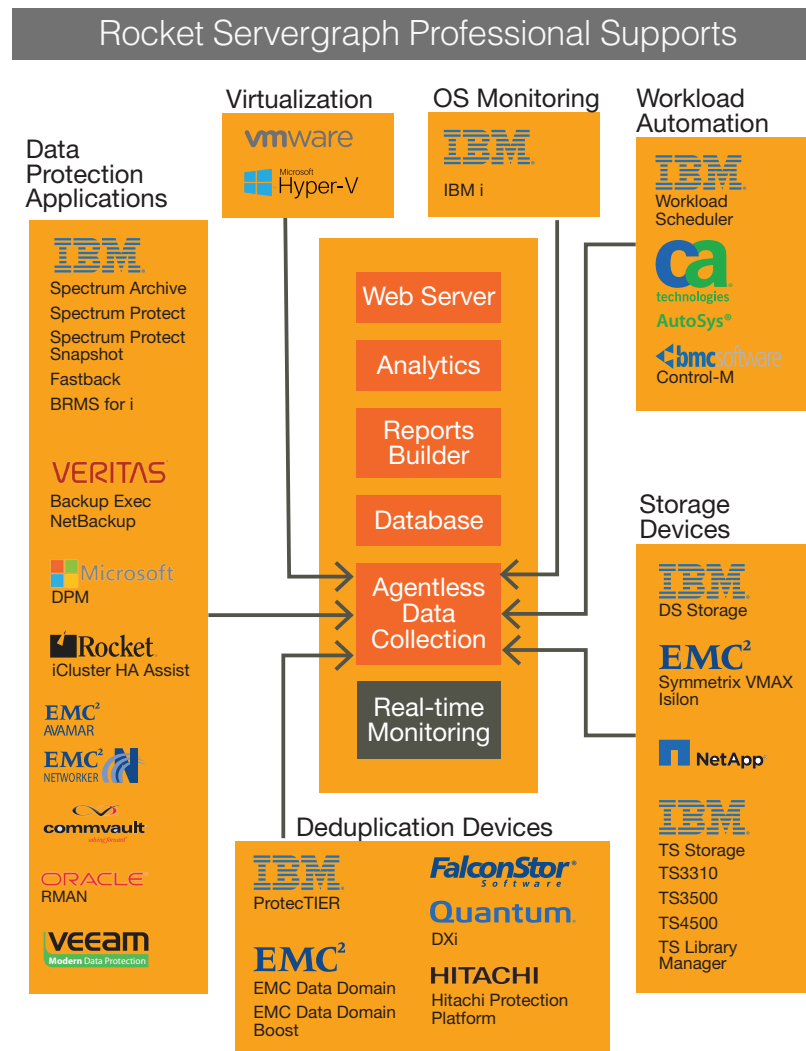 Rocket Servergraph Professional Supports
Data
Protection
Applications
IBM
Spectrum Archive
Spectrum Protect
Spectrum Protect
Snapshot
Fastback
BRMS for i
VERITAS
Backup Exec
NetBackup
Microsoft
DPM
Rocket
iCluster HA Assist
EMC²
AVAMAR
EMC²
NETWORKER
commvault
solving forward
ORACLE®
RMAN
veeam
Modern Data Protection
Virtualization
vmware
Microsoft
Hyper-V
OS Monitoring
IBM®
IBM i
Workload
Automation
IBM®
Workload
Scheduler
ca
technologies
AutoSys®
bmcsoftware
Control-M
Web Server
Analytics
Reports
Builder
Database
Agentless
Data
Collection
Real-time
Monitoring
Storage
Devices
IBM®
DS Storage
EMC²
Symmetrix VMAX
Isilon
NetApp
IBM®
TS Storage
TS3310
TS3500
TS4500
TS Library
Manager
Deduplication Devices
IBM®
ProtecTIER
EMC²
EMC Data Domain
EMC Data Domain
Boost
FalconStor®
Software
Quantum
DXi
HITACHI
Hitachi Protection
Platform